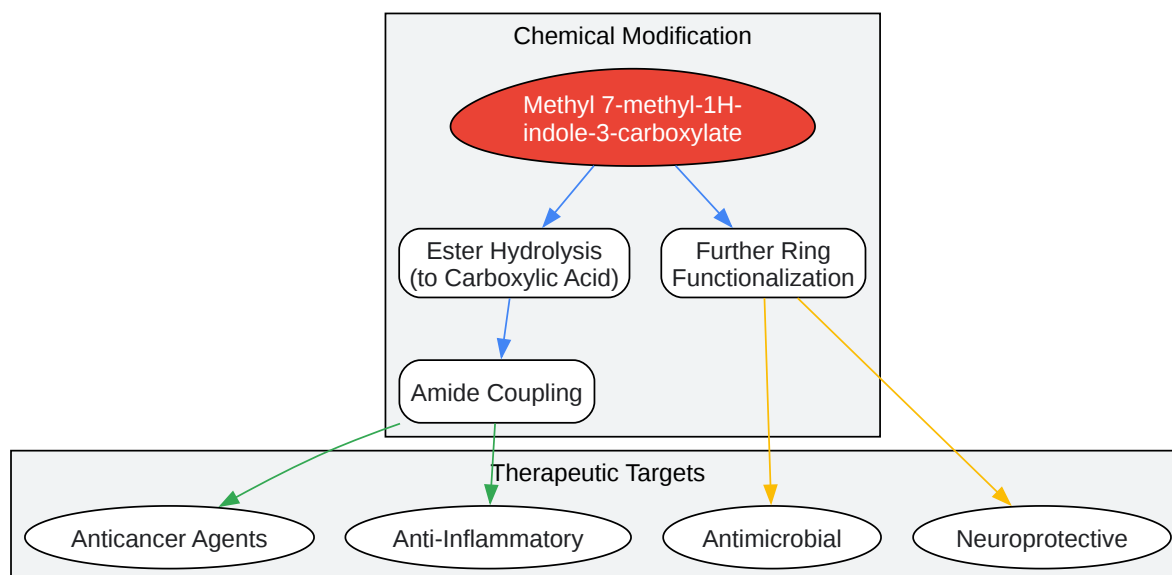 Chemical Modification
Methyl 7-methyl-1H-
indole-3-carboxylate
Ester Hydrolysis
(to Carboxylic Acid)
Further Ring
Functionalization
Amide Coupling
Therapeutic Targets
Anticancer Agents
Anti-Inflammatory
Antimicrobial
Neuroprotective